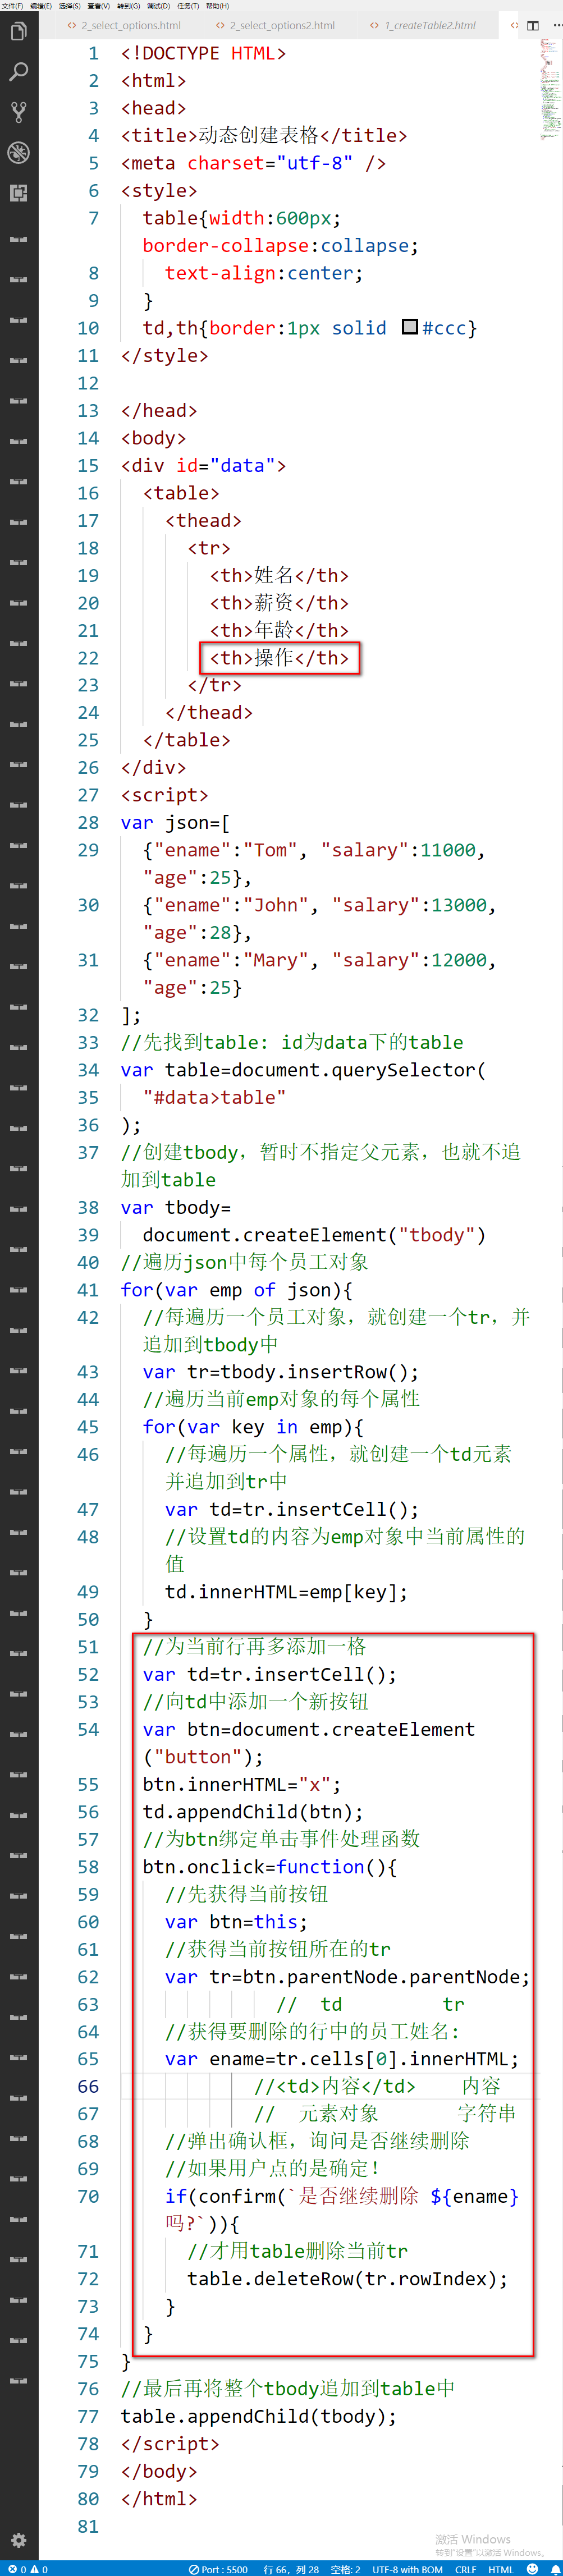 文件(F) 编辑(E) 选择(S) 查看(V) 转到(G) 调试(D) 任务(T) 帮助(H)
<> 2_select_options.html <> 2_select_options2.html <> 1_createTable2.html <>
1 <!DOCTYPE HTML>
2 <html>
3 <head>
4 <title>动态创建表格</title>
5 <meta charset="utf-8" />
6 <style>
7 table{width:600px;
border-collapse:collapse;
8 text-align:center;
9 }
10 td,th{border:1px solid #ccc}
11 </style>
12
13 </head>
14 <body>
15 <div id="data">
16 <table>
17 <thead>
18 <tr>
19 <th>姓名</th>
20 <th>薪资</th>
21 <th>年龄</th>
22 <th>操作</th>
23 </tr>
24 </thead>
25 </table>
26 </div>
27 <script>
28 var json=[
29 {"ename":"Tom", "salary":11000,
"age":25},
30 {"ename":"John", "salary":13000,
"age":28},
31 {"ename":"Mary", "salary":12000,
"age":25}
32 ];
33 //先找到table: id为data下的table
34 var table=document.querySelector(
35 "#data>table"
36 );
37 //创建tbody，暂时不指定父元素，也就不追
加到table
38 var tbody=
39 document.createElement("tbody")
40 //遍历json中每个员工对象
41 for(var emp of json){
42 //每遍历一个员工对象，就创建一个tr，并
追加到tbody中
43 var tr=tbody.insertRow();
44 //遍历当前emp对象的每个属性
45 for(var key in emp){
46 //每遍历一个属性，就创建一个td元素
并追加到tr中
47 var td=tr.insertCell();
48 //设置td的内容为emp对象中当前属性的
值
49 td.innerHTML=emp[key];
50 }
51 //为当前行再多添加一格
52 var td=tr.insertCell();
53 //向td中添加一个新按钮
54 var btn=document.createElement
("button");
55 btn.innerHTML="x";
56 td.appendChild(btn);
57 //为btn绑定单击事件处理函数
58 btn.onclick=function(){
59 //先获得当前按钮
60 var btn=this;
61 //获得当前按钮所在的tr
62 var tr=btn.parentNode.parentNode;
63 // td tr
64 //获得要删除的行中的员工姓名:
65 var ename=tr.cells[0].innerHTML;
66 //<td>内容</td> 内容
67 // 元素对象 字符串
68 //弹出确认框，询问是否继续删除
69 //如果用户点的是确定!
70 if(confirm(`是否继续删除 ${ename}
吗?`)){
71 //才用table删除当前tr
72 table.deleteRow(tr.rowIndex);
73 }
74 }
75 }
76 //最后再将整个tbody追加到table中
77 table.appendChild(tbody);
78 </script>
79 </body>
80 </html>
81
激活 Windows
转到"设置"以激活 Windows。
0 0 Port : 5500 行 66，列 28 空格: 2 UTF-8 with BOM CRLF HTML